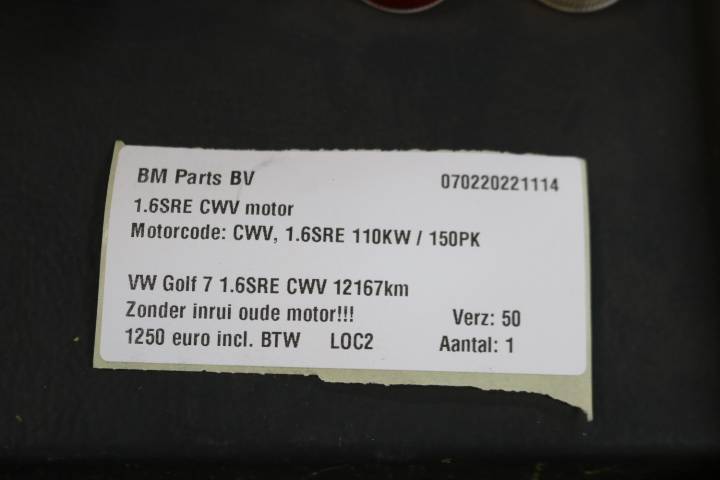 BM Parts BV 070220221114
1.6SRE CWV motor
Motorcode: CWV, 1.6SRE 110KW / 150PK
VW Golf 7 1.6SRE CWV 12167km
Zonder inrui oude motor!!! Verz: 50
1250 euro incl. BTW LOC2 Aantal: 1